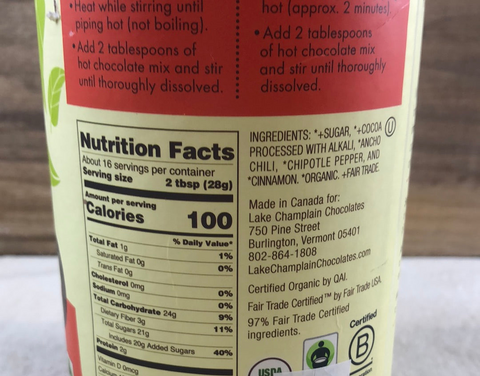 •Heat while stirring until
piping hot (not boiling).
•Add 2 tablespoons of
hot chocolate mix and stir
until thoroughly dissolved.
hot (approx. 2 minutes)
•Add 2 tablespoons
of hot chocolate mix
and stir until thoroughly
dissolved.
Nutrition Facts
About 16 servings per container
Serving size 2 tbsp (28g)
Amount per serving
Calories 100
% Daily Value*
Total Fat 1g 1%
Saturated Fat 0g 0%
Trans Fat 0g
Cholesterol 0mg 0%
Sodium 0mg 0%
Total Carbohydrate 24g 9%
Dietary Fiber 3g 11%
Total Sugars 21g
Includes 20g Added Sugars 40%
Protein 2g
Vitamin D 0mcg
INGREDIENTS: *+SUGAR, *+COCOA
PROCESSED WITH ALKALI, *ANCHO
CHILI, *CHIPOTLE PEPPER, AND
*CINNAMON. *ORGANIC. +FAIR TRADE.
U
Made in Canada for:
Lake Champlain Chocolates
750 Pine Street
Burlington, Vermont 05401
802-864-1808
LakeChamplainChocolates.com
Certified Organic by QAI.
Fair Trade Certified™ by Fair Trade USA.
97% Fair Trade Certified
ingredients.
USDA
Certified
B